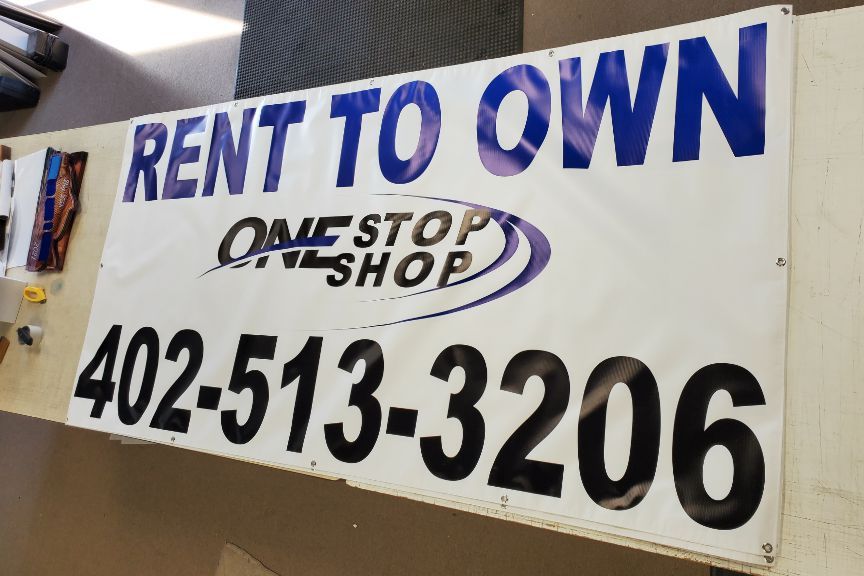 RENT TO OWN
ONE STOP
SHOP
402-513-3206